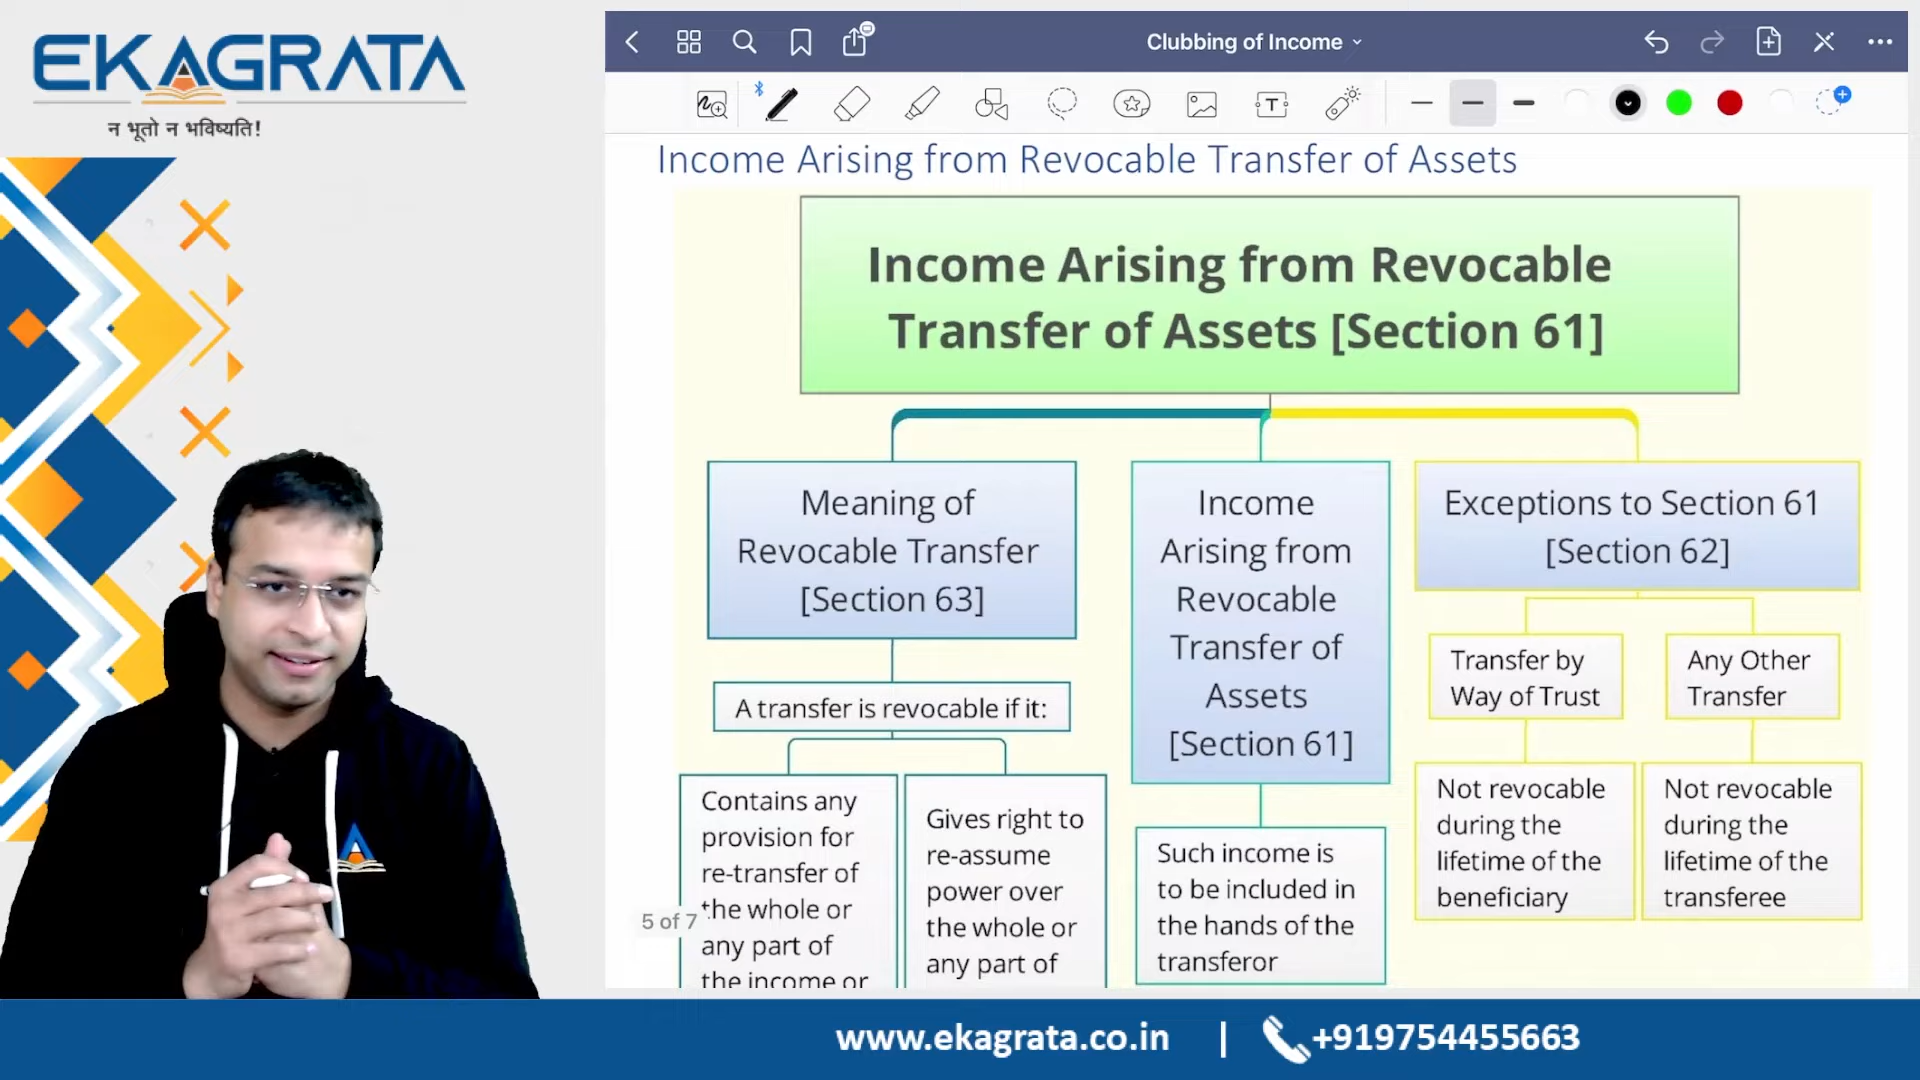 EKAGRATA
न भूतो न भविष्यति!
Clubbing of Income
T
Income Arising from Revocable Transfer of Assets
Income Arising from Revocable
Transfer of Assets [Section 61]
Meaning of
Revocable Transfer
[Section 63]
A transfer is revocable if it:
Contains any
provision for
re-transfer of
the whole or
any part of
the income or
Gives right to
re-assume
power over
the whole or
any part of
Income
Arising from
Revocable
Transfer of
Assets
[Section 61]
Such income is
to be included in
the hands of the
transferor
Exceptions to Section 61
[Section 62]
Transfer by
Way of Trust
Not revocable
during the
lifetime of the
beneficiary
Any Other
Transfer
Not revocable
during the
lifetime of the
transferee
5 of 7
www.ekagrata.co.in | +919754455663